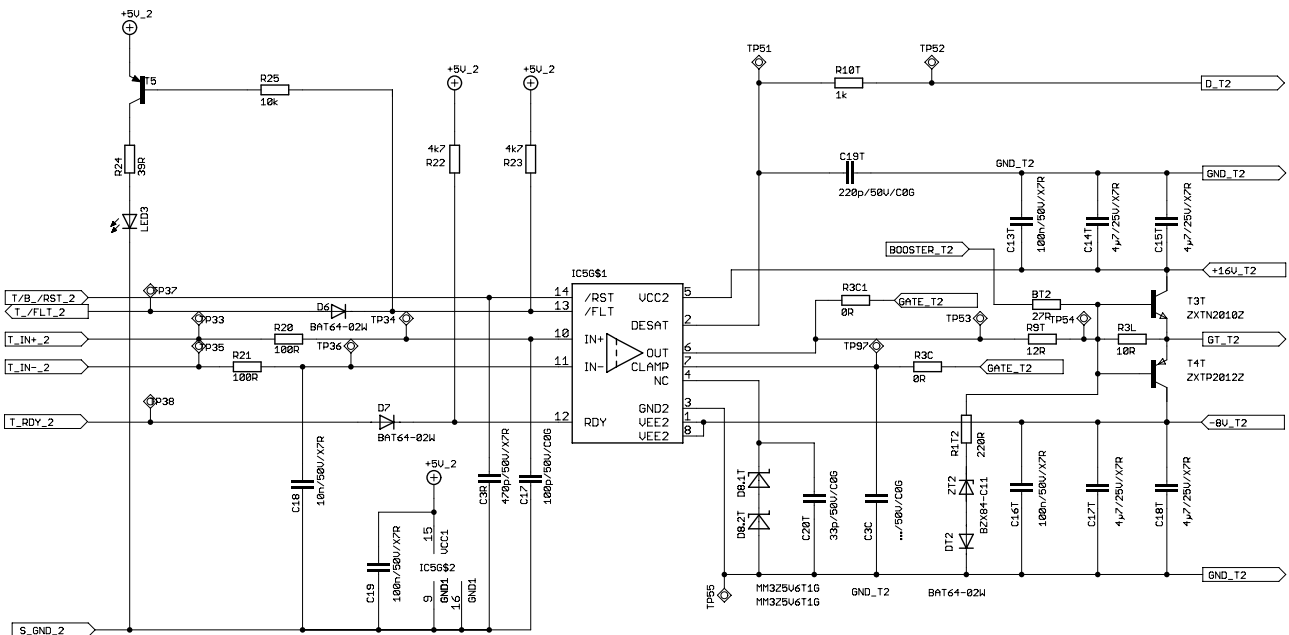 +5V_2
TP51
TP52
T5
R25
10k
+5V_2
+5V_2
R10T
1k
D_T2
R24
39R
4k7
R22
4k7
R23
C19T
220p/50V/C0G
GND_T2
GND_T2
LED3
C13T
100n/50V/X7R
C14T
4µ7/25V/X7R
C15T
4µ7/25V/X7R
BOOSTER_T2
IC5G$1
T/B_/RST_2
TP37
14
/RST
VCC2
5
+16V_T2
T_/FLT_2
D6
BAT64-02W
13
/FLT
R3C1
0R
GATE_T2
BT2
27R
T3T
ZXTN2010Z
TP33
TP34
DESAT
2
TP53
TP54
T_IN+_2
R20
100R
10
IN+
OUT
6
R9T
12R
R3L
10R
GT_T2
TP35
TP36
TP97
T_IN-_2
R21
100R
11
IN-
CLAMP
7
R3C
0R
GATE_T2
T4T
ZXTP2012Z
NC
4
TP38
D7
BAT64-02W
GND2
3
T_RDY_2
12
RDY
VEE2
1
VEE2
8
-8V_T2
R1T2
220R
C18
10n/50V/X7R
+5V_2
C3R
470p/50V/X7R
C17
100p/50V/C0G
D8.1T
D8.2T
C20T
33p/50V/C0G
C3C
.../50V/C0G
ZT2
BZX84-C11
DT2
C16T
100n/50V/X7R
C17T
4µ7/25V/X7R
C18T
4µ7/25V/X7R
15
VCC1
C19
100n/50V/X7R
IC5G$2
9
GND1
16
GND1
TP55
MM3Z5V6T1G
MM3Z5V6T1G
GND_T2
BAT64-02W
GND_T2
S_GND_2